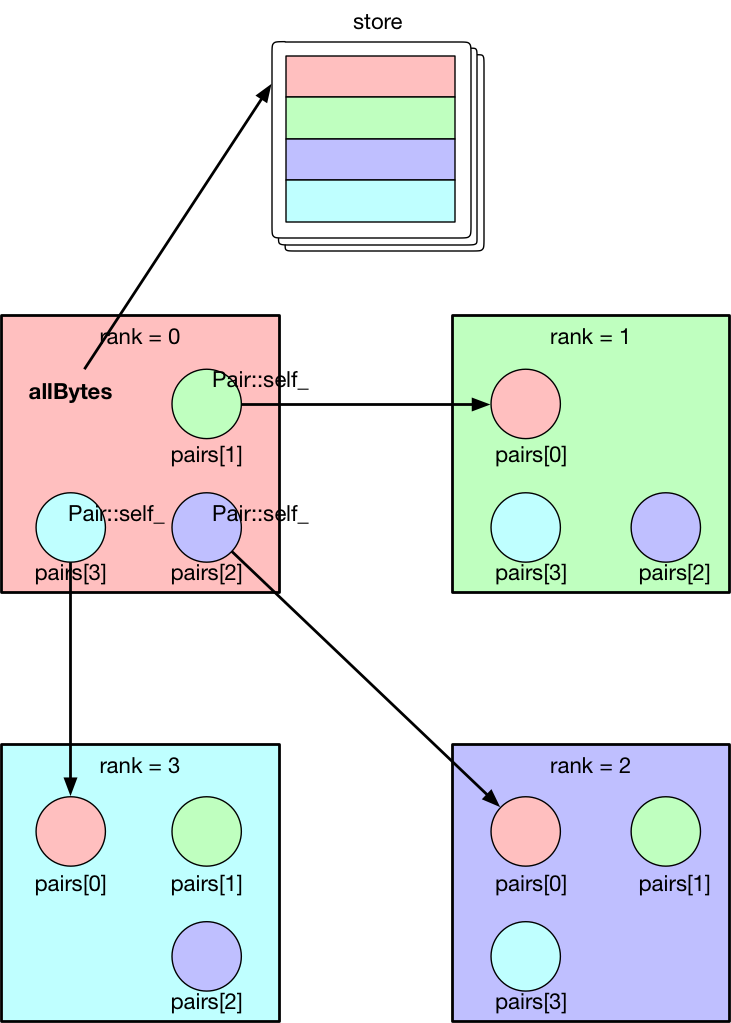 store
rank = 0
rank = 1
allBytes
Pair::self_
pairs[1]
pairs[0]
Pair::self_
Pair::self_
pairs[3]
pairs[2]
pairs[3]
pairs[2]
rank = 3
rank = 2
pairs[0]
pairs[1]
pairs[0]
pairs[1]
pairs[2]
pairs[3]